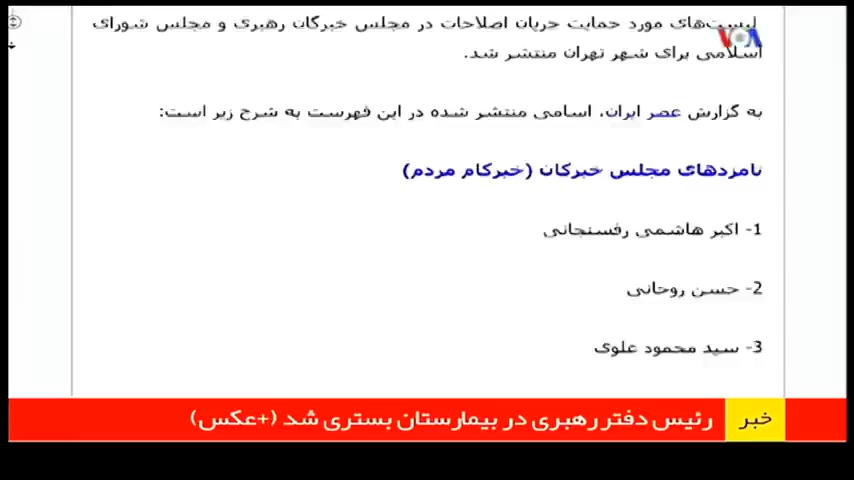 لیست‌های مورد حمایت جریان اصلاحات در مجلس خبرگان رهبری و مجلس شورای
VOA
اسلامی برای شهر تهران منتشر شد.
به گزارش عصر ایران، اسامی منتشر شده در این فهرست به شرح زیر است:
نامزدهای مجلس خبرگان (خبرگام مردم)
1- اکبر هاشمی رفسنجانی
2- حسن روحانی
3- سید محمود علوی
خبر رئیس دفتر رهبری در بیمارستان بستری شد (+عکس)